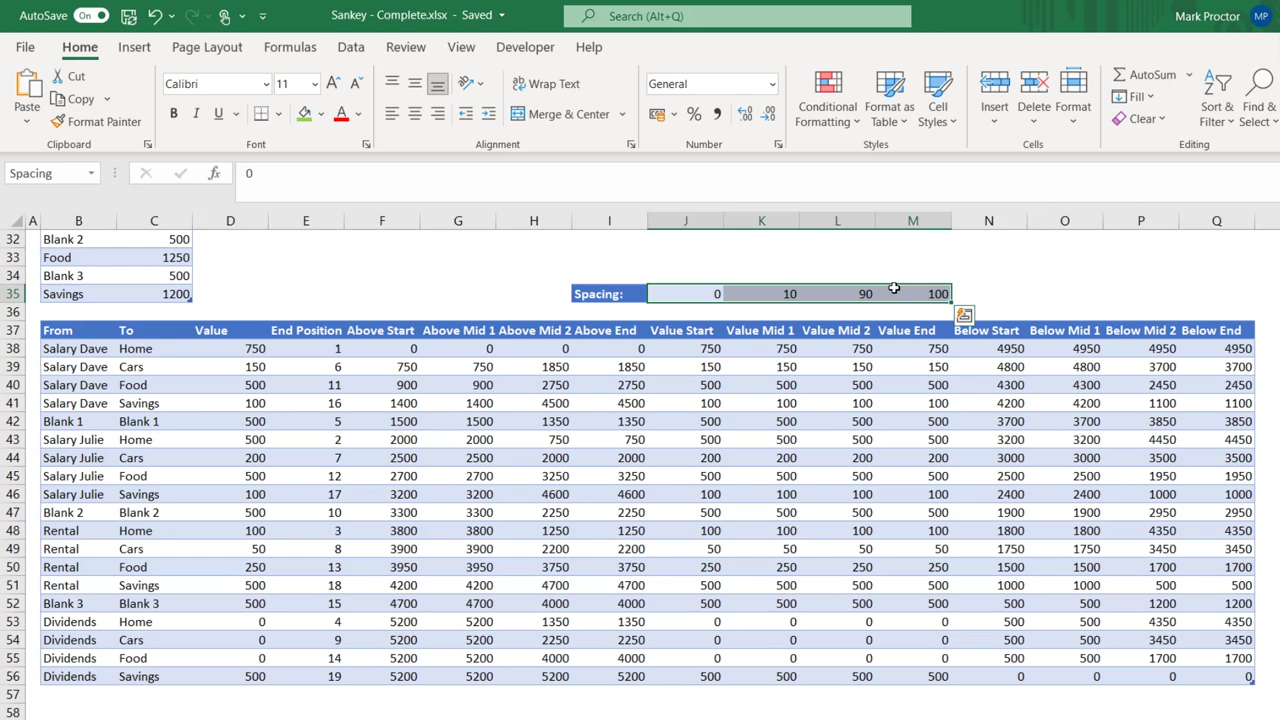 AutoSave On Sankey - Complete.xlsx - Saved Search (Alt+Q) Mark Proctor MP
File Home Insert Page Layout Formulas Data Review View Developer Help
Paste Cut Copy Format Painter Clipboard
Calibri 11 B I U A Font
Wrap Text Merge & Center Alignment
General % Number
Conditional Formatting Format as Table Cell Styles Styles
Insert Delete Format Cells
AutoSum Fill Clear Sort & Filter Find & Select Editing
Spacing fx 0
A B C D E F G H I J K L M N O P Q
32 Blank 2 500
33 Food 1250
34 Blank 3 500
35 Savings 1200 Spacing: 0 10 90 100
36
37 From To Value End Position Above Start Above Mid 1 Above Mid 2 Above End Value Start Value Mid 1 Value Mid 2 Value End Below Start Below Mid 1 Below Mid 2 Below End
38 Salary Dave Home 750 1 0 0 0 0 750 750 750 750 4950 4950 4950 4950
39 Salary Dave Cars 150 6 750 750 1850 1850 150 150 150 150 4800 4800 3700 3700
40 Salary Dave Food 500 11 900 900 2750 2750 500 500 500 500 4300 4300 2450 2450
41 Salary Dave Savings 100 16 1400 1400 4500 4500 100 100 100 100 4200 4200 1100 1100
42 Blank 1 Blank 1 500 5 1500 1500 1350 1350 500 500 500 500 3700 3700 3850 3850
43 Salary Julie Home 500 2 2000 2000 750 750 500 500 500 500 3200 3200 4450 4450
44 Salary Julie Cars 200 7 2500 2500 2000 2000 200 200 200 200 3000 3000 3500 3500
45 Salary Julie Food 500 12 2700 2700 3250 3250 500 500 500 500 2500 2500 1950 1950
46 Salary Julie Savings 100 17 3200 3200 4600 4600 100 100 100 100 2400 2400 1000 1000
47 Blank 2 Blank 2 500 10 3300 3300 2250 2250 500 500 500 500 1900 1900 2950 2950
48 Rental Home 100 3 3800 3800 1250 1250 100 100 100 100 1800 1800 4350 4350
49 Rental Cars 50 8 3900 3900 2200 2200 50 50 50 50 1750 1750 3450 3450
50 Rental Food 250 13 3950 3950 3750 3750 250 250 250 250 1500 1500 1700 1700
51 Rental Savings 500 18 4200 4200 4700 4700 500 500 500 500 1000 1000 500 500
52 Blank 3 Blank 3 500 15 4700 4700 4000 4000 500 500 500 500 500 500 1200 1200
53 Dividends Home 0 4 5200 5200 1350 1350 0 0 0 0 500 500 4350 4350
54 Dividends Cars 0 9 5200 5200 2250 2250 0 0 0 0 500 500 3450 3450
55 Dividends Food 0 14 5200 5200 4000 4000 0 0 0 0 500 500 1700 1700
56 Dividends Savings 500 19 5200 5200 5200 5200 500 500 500 500 0 0 0 0
57
58